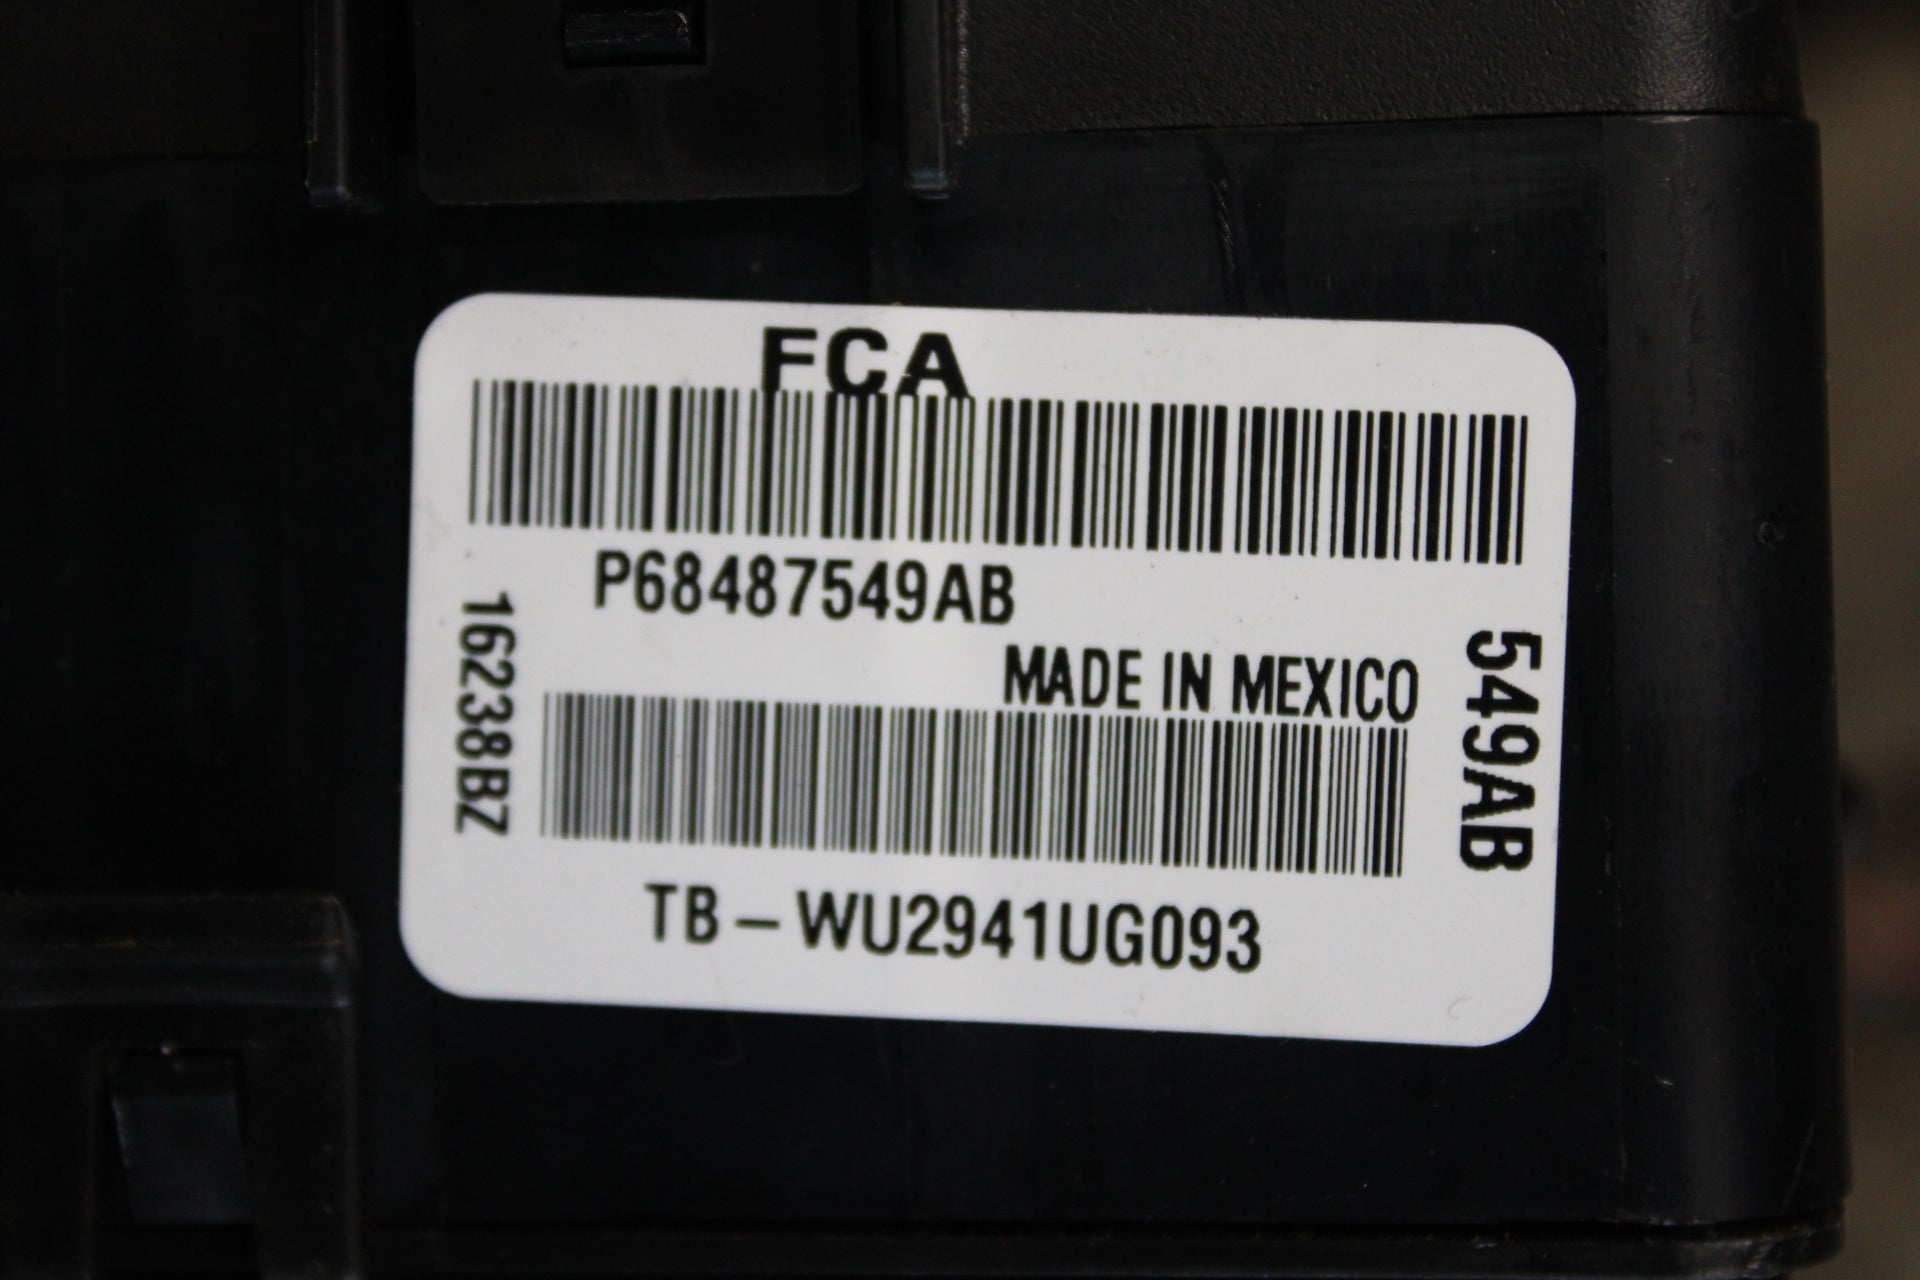 FCA
P68487549AB
MADE IN MEXICO
16238BZ
549AB
TB-WU2941UG093